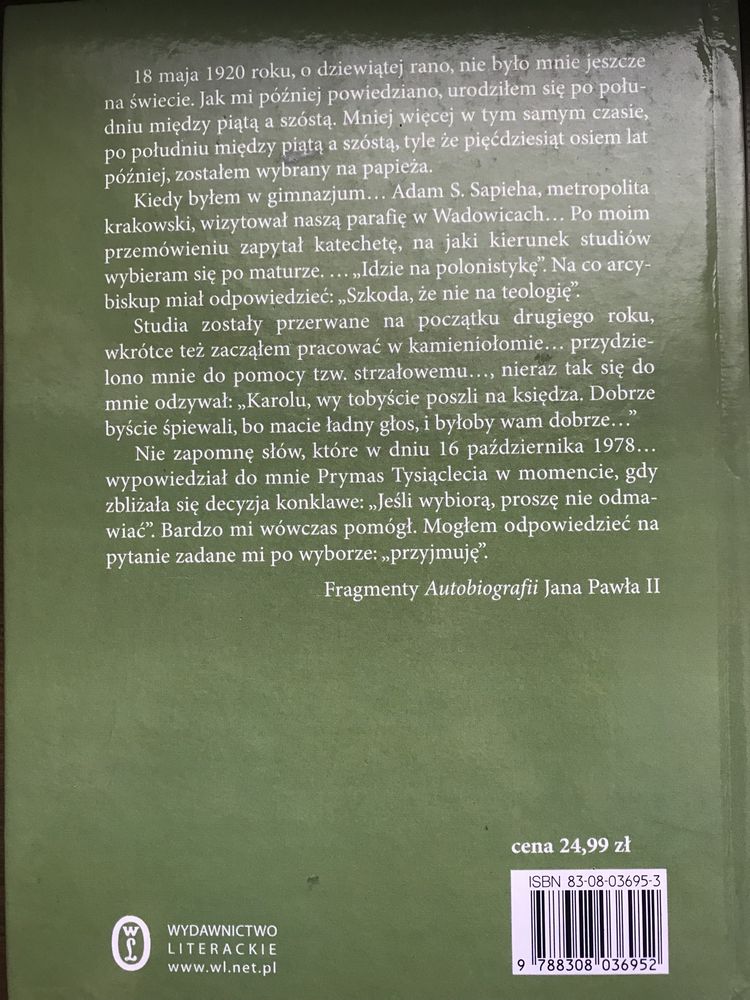 18 maja 1920 roku, o dziewiątej rano, nie było mnie jeszcze
na świecie. Jak mi później powiedziano, urodziłem się po połu-
dniu między piątą a szóstą. Mniej więcej w tym samym czasie,
po południu między piątą a szóstą, tyle że pięćdziesiąt osiem lat
później, zostałem wybrany na papieża.
Kiedy byłem w gimnazjum… Adam S. Sapieha, metropolita
krakowski, wizytował naszą parafię w Wadowicach… Po moim
przemówieniu zapytał katechetę, na jaki kierunek studiów
wybieram się po maturze. … „Idzie na polonistykę”. Na co arcy-
biskup miał odpowiedzieć: „Szkoda, że nie na teologię”.
Studia zostały przerwane na początku drugiego roku,
wkrótce też zacząłem pracować w kamieniołomie… przydzie-
lono mnie do pomocy tzw. strzałowemu…, nieraz tak się do
mnie odzywał: „Karolu, wy tobyście poszli na księdza. Dobrze
byście śpiewali, bo macie ładny głos, i byłoby wam dobrze…”
Nie zapomnę słów, które w dniu 16 października 1978…
wypowiedział do mnie Prymas Tysiąclecia w momencie, gdy
zbliżała się decyzja konklawe: „Jeśli wybiorą, proszę nie odma-
wiać”. Bardzo mi wówczas pomógł. Mogłem odpowiedzieć na
pytanie zadane mi po wyborze: „przyjmuję”.
Fragmenty Autobiografii Jana Pawła II
cena 24,99 zł
ISBN 83-08-03695-3
9 788308 036952
WL
WYDAWNICTWO
LITERACKIE
www.wl.net.pl